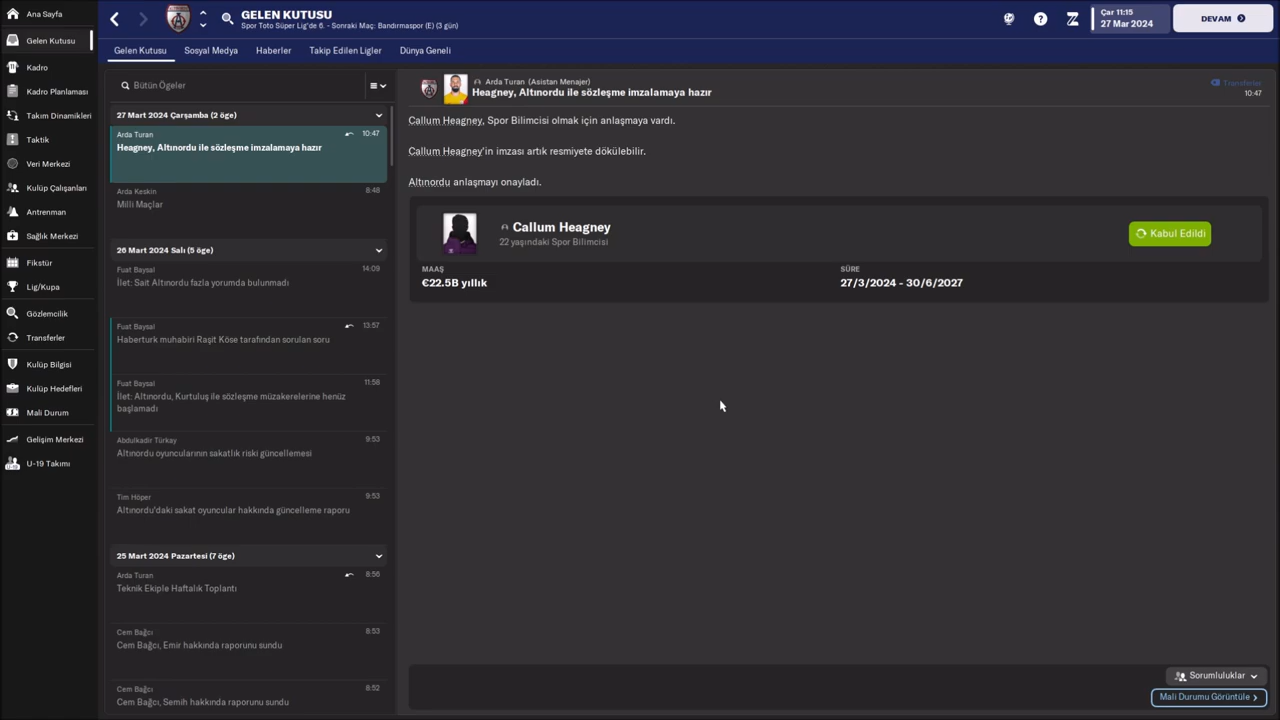 Ana Sayfa
Gelen Kutusu
Kadro
Kadro Planlaması
Takım Dinamikleri
Taktik
Veri Merkezi
Kulüp Çalışanları
Antrenman
Sağlık Merkezi
Fikstür
Lig/Kupa
Gözlemcilik
Transferler
Kulüp Bilgisi
Kulüp Hedefleri
Mali Durum
Gelişim Merkezi
U-19 Takımı
GELEN KUTUSU
Spor Toto Süper Lig'de 6. - Sonraki Maç: Bandırmaspor (E) (3 gün)
Çar 11:15
27 Mar 2024
DEVAM
Gelen Kutusu Sosyal Medya Haberler Takip Edilen Ligler Dünya Geneli
Bütün Ögeler
27 Mart 2024 Çarşamba (2 öge)
Arda Turan 10:47
Heagney, Altınordu ile sözleşme imzalamaya hazır
Arda Keskin 8:48
Milli Maçlar
26 Mart 2024 Salı (5 öge)
Fuat Baysal 14:09
İlet: Sait Altınordu fazla yorumda bulunmadı
Fuat Baysal 13:57
Haberturk muhabiri Raşit Köse tarafından sorulan soru
Fuat Baysal 11:58
İlet: Altınordu, Kurtuluş ile sözleşme müzakerelerine henüz
başlamadı
Abdulkadir Türkay 9:53
Altınordu oyuncularının sakatlık riski güncellemesi
Tim Höper 9:53
Altınordu'daki sakat oyuncular hakkında güncelleme raporu
25 Mart 2024 Pazartesi (7 öge)
Arda Turan 8:56
Teknik Ekiple Haftalık Toplantı
Cem Bağcı 8:53
Cem Bağcı, Emir hakkında raporunu sundu
Cem Bağcı 8:52
Cem Bağcı, Semih hakkında raporunu sundu
Arda Turan (Asistan Menajer)
Heagney, Altınordu ile sözleşme imzalamaya hazır
Transferler
10:47
Callum Heagney, Spor Bilimcisi olmak için anlaşmaya vardı.
Callum Heagney'in imzası artık resmiyete dökülebilir.
Altınordu anlaşmayı onayladı.
Callum Heagney
22 yaşındaki Spor Bilimcisi
Kabul Edildi
MAAŞ
€22.5B yıllık
SÜRE
27/3/2024 - 30/6/2027
Sorumluluklar
Mali Durumu Görüntüle